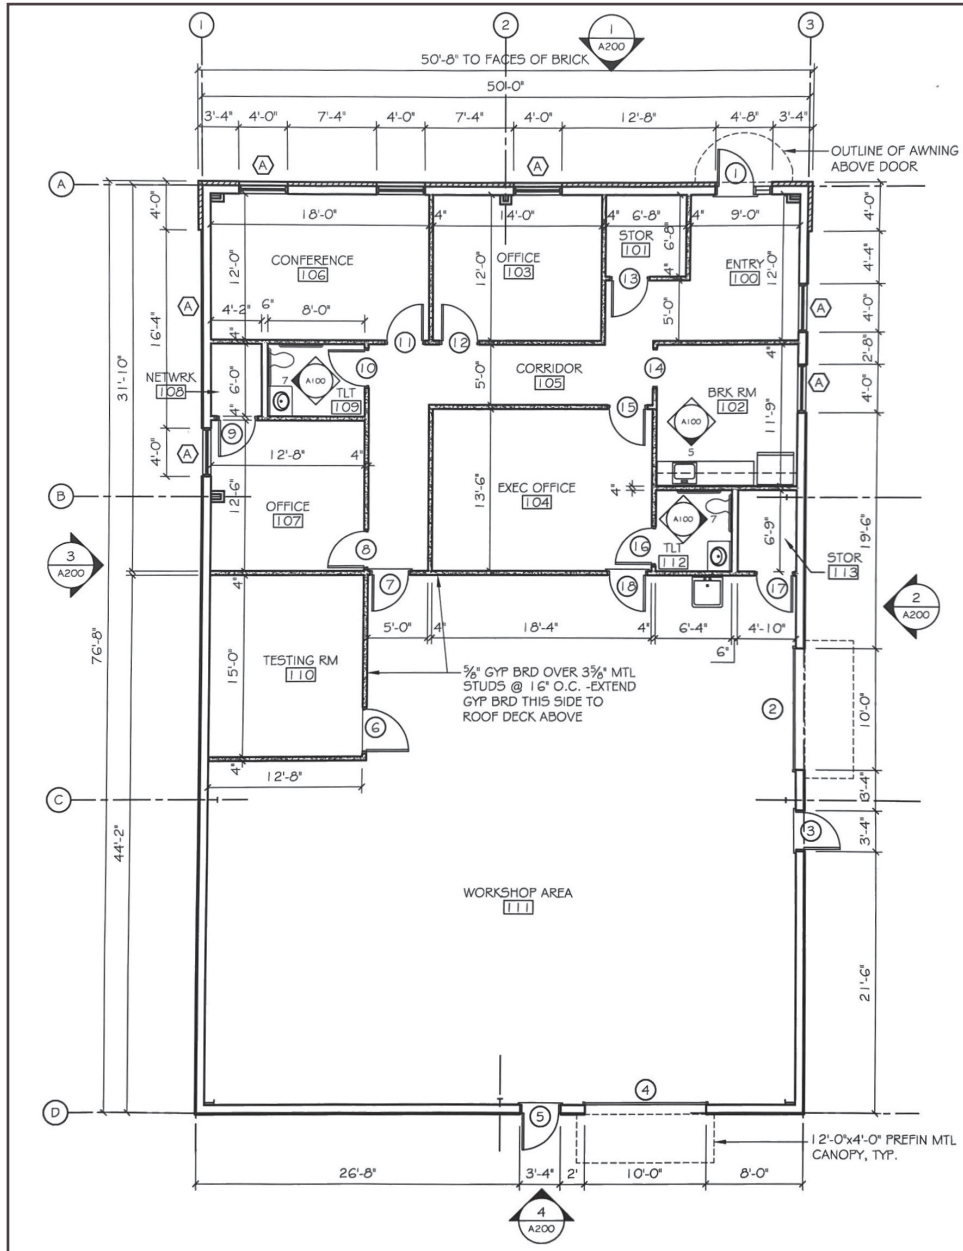 1
2
3
1
A200
50'-8" TO FACES OF BRICK
50'-0"
3'-4"
4'-0"
7'-4"
4'-0"
7'-4"
4'-0"
12'-8"
4'-8"
3'-4"
OUTLINE OF AWNING
ABOVE DOOR
A
A
A
1
4'-0"
4'-0"
18'-0"
4"
14'-0"
4"
6'-8"
4"
9'-0"
CONFERENCE
106
12'-0"
OFFICE
103
12'-0"
STOR
101
6'-8"
4"
13
ENTRY
100
12'-0"
4'-4"
4'-2"
6"
8'-0"
5'-0"
A
16'-4"
4"
11
12
4'-0"
A
2'-8"
31'-10"
NETWRK
108
6'-0"
4"
7
A100
TLT
109
10
CORRIDOR
105
5'-0"
14
4"
BRK RM
102
11'-9"
A
4'-0"
A
4'-0"
9
12'-8"
4"
15
A100
5
B
OFFICE
107
12'-6"
EXEC OFFICE
104
13'-6"
4"
A100
7
TLT
112
16
6'-9"
19'-6"
STOR
113
3
A200
8
4"
7
18
17
2
A200
5'-0"
4"
18'-4"
4"
6'-4"
4'-10"
6"
76'-8"
TESTING RM
110
15'-0"
5/8" GYP BRD OVER 3 5/8" MTL
STUDS @ 16" O.C. -EXTEND
GYP BRD THIS SIDE TO
ROOF DECK ABOVE
6
2
10'-0"
4"
12'-8"
C
3'-4"
3'-4"
3
44'-2"
WORKSHOP AREA
111
21'-6"
D
5
4
12'-0"x4'-0" PREFIN MTL
CANOPY, TYP.
26'-8"
3'-4"
2'
10'-0"
8'-0"
4
A200